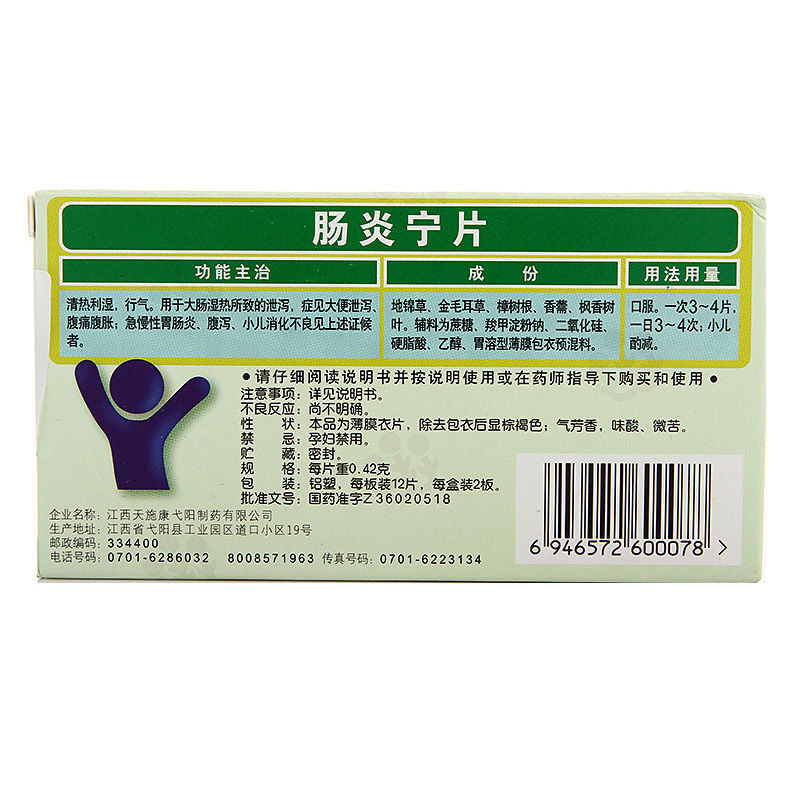 肠炎宁片
功能主治
成 份
用法用量
清热利湿，行气。用于大肠湿热所致的泄泻，症见大便泄泻、
腹痛腹胀；急慢性胃肠炎、腹泻、小儿消化不良见上述证候
者。
地锦草、金毛耳草、樟树根、香薷、枫香树
叶。辅料为蔗糖、羧甲淀粉钠、二氧化硅、
硬脂酸、乙醇、胃溶型薄膜包衣预混料。
口服。一次3~4片，
一日3~4次；小儿
酌减。
●请仔细阅读说明书并按说明使用或在药师指导下购买和使用●
注意事项：详见说明书。
不良反应：尚不明确。
性 状：本品为薄膜衣片，除去包衣后显棕褐色；气芳香，味酸、微苦。
禁 忌：孕妇禁用。
贮 藏：密封。
规 格：每片重0.42克
包 装：铝塑，每板装12片，每盒装2板。
批准文号：国药准字Z36020518
企业名称：江西天施康弋阳制药有限公司
生产地址：江西省弋阳县工业园区道口小区19号
邮政编码：334400
电话号码：0701-6286032 8008571963 传真号码：0701-6223134
6 946572 600078 >